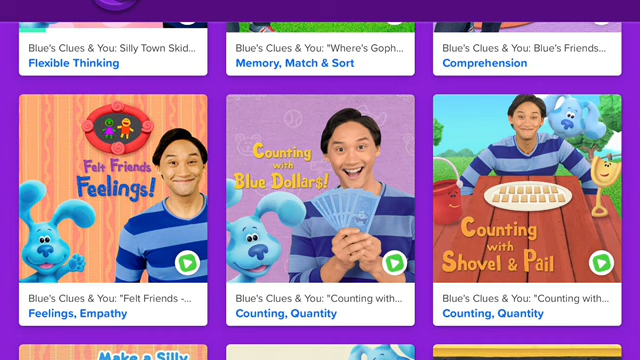 Blue's Clues & You: Silly Town Skid...
Flexible Thinking
Blue's Clues & You: "Where's Goph...
Memory, Match & Sort
Blue's Clues & You: Blue's Friends...
Comprehension
Felt Friends
Feelings!
Blue's Clues & You: "Felt Friends -...
Feelings, Empathy
Counting
with
Blue Dollar$!
Blue's Clues & You: "Counting with...
Counting, Quantity
Counting
with
Shovel & Pail
Blue's Clues & You: "Counting with...
Counting, Quantity
Make a Silly